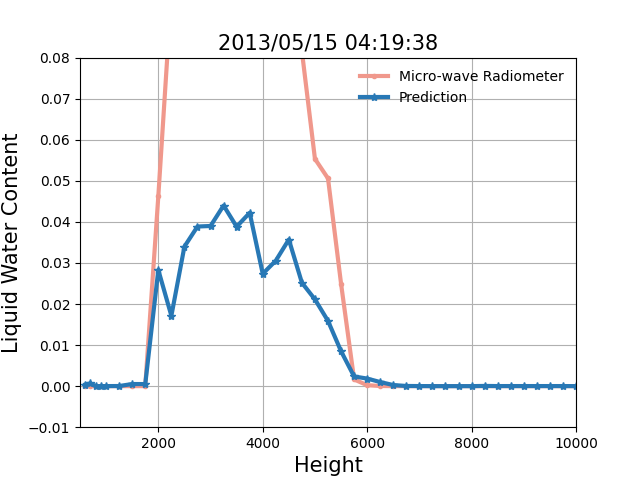 2013/05/15 04:19:38
Micro-wave Radiometer
Prediction
Liquid Water Content
0.08
0.07
0.06
0.05
0.04
0.03
0.02
0.01
0.00
−0.01
2000 4000 6000 8000 10000
Height